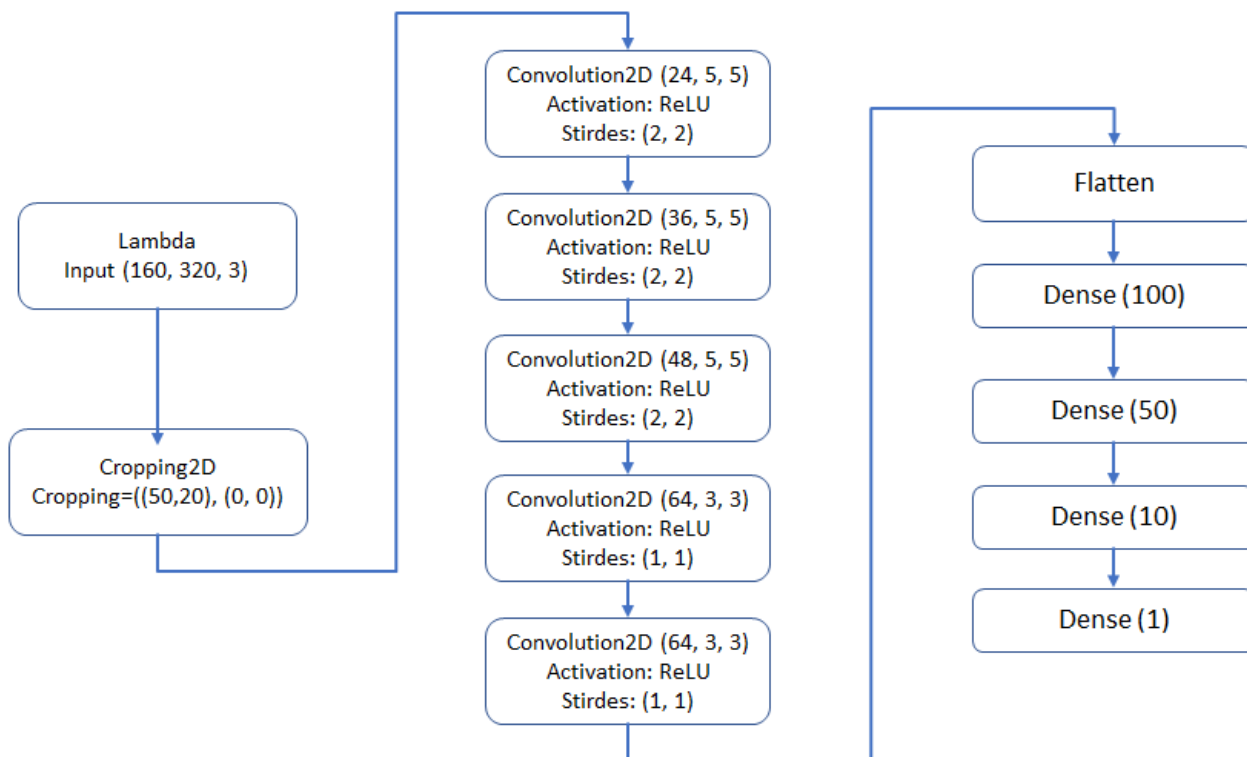 Lambda
Input (160, 320, 3)
Cropping2D
Cropping=((50,20), (0, 0))
Convolution2D (24, 5, 5)
Activation: ReLU
Stirdes: (2, 2)
Convolution2D (36, 5, 5)
Activation: ReLU
Stirdes: (2, 2)
Convolution2D (48, 5, 5)
Activation: ReLU
Stirdes: (2, 2)
Convolution2D (64, 3, 3)
Activation: ReLU
Stirdes: (1, 1)
Convolution2D (64, 3, 3)
Activation: ReLU
Stirdes: (1, 1)
Flatten
Dense (100)
Dense (50)
Dense (10)
Dense (1)